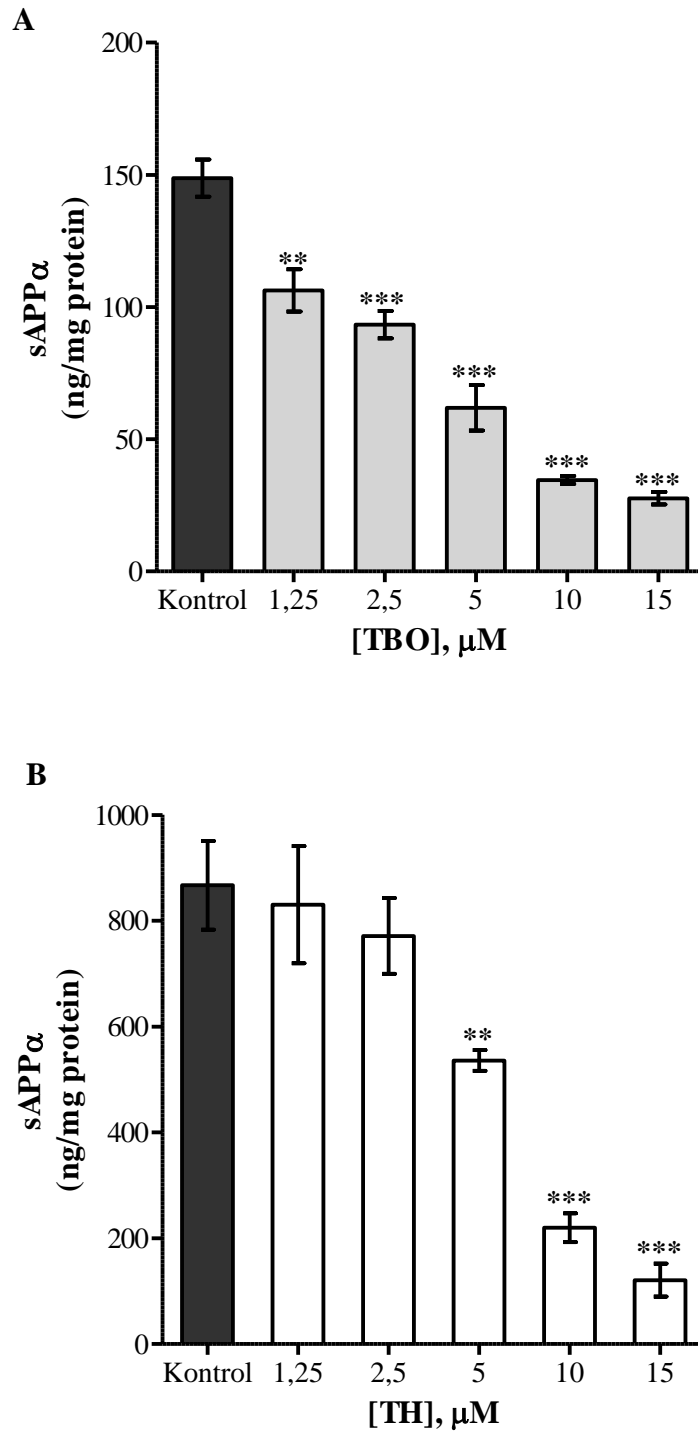 A
200
150
100
50
0
sAPPα
(ng/mg protein)
**
***
***
***
***
Kontrol 1,25 2,5 5 10 15
[TBO], μM
B
1000
800
600
400
200
0
sAPPα
(ng/mg protein)
**
***
***
Kontrol 1,25 2,5 5 10 15
[TH], μM